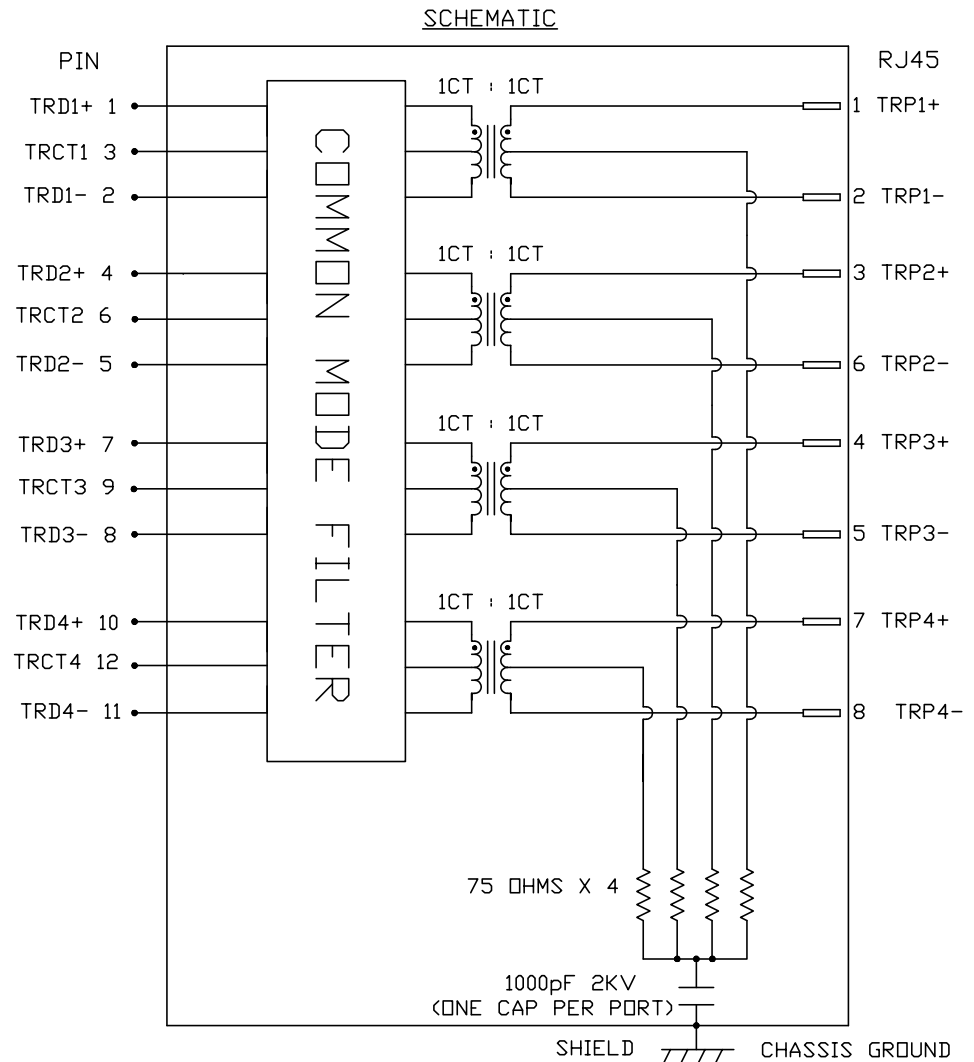 SCHEMATIC
PIN
RJ45
1CT : 1CT
TRD1+ 1
1 TRP1+
TRCT1 3
TRD1- 2
2 TRP1-
1CT : 1CT
TRD2+ 4
3 TRP2+
TRCT2 6
TRD2- 5
6 TRP2-
COMMON MODE FILTER
1CT : 1CT
TRD3+ 7
4 TRP3+
TRCT3 9
TRD3- 8
5 TRP3-
1CT : 1CT
TRD4+ 10
7 TRP4+
TRCT4 12
TRD4- 11
8 TRP4-
75 OHMS X 4
1000pF 2KV
(ONE CAP PER PORT)
SHIELD
CHASSIS GROUND